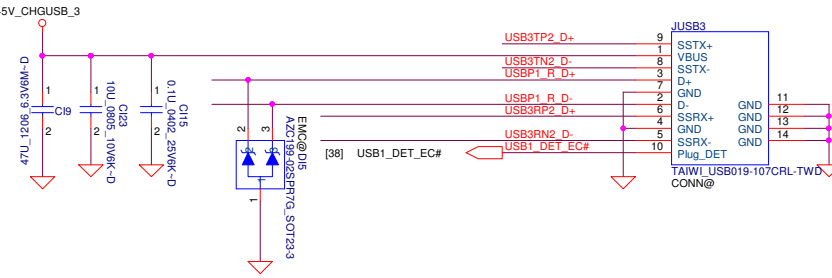 5V_CHGUSB_3
JUSB3
USB3TP2_D+
9
SSTX+
1
VBUS
USB3TN2_D-
8
SSTX-
USBP1_R_D+
3
D+
7
GND
USBP1_R_D-
2
D-
USB3RP2_D+
6
SSRX+
4
GND
USB3RN2_D-
5
SSRX-
USB1_DET_EC#
10
Plug_DET
GND
11
GND
12
GND
13
GND
14
TAIWI_USB019-107CRL-TWD
CONN@
[38]
USB1_DET_EC#
1
CI9
2
47U_1206_6.3V6M~D
1
CI23
2
10U_0805_10V6K~D
1
CI15
2
0.1U_0402_25V6K~D
2
3
1
1
EMC@ DI5
AZC199-02SPR7G_SOT23-3